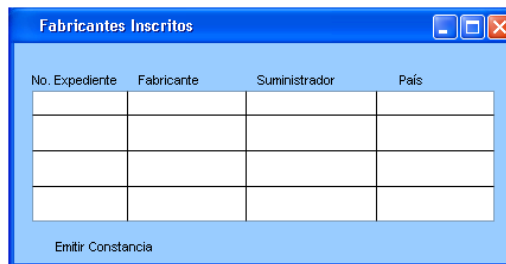 Fabricantes Inscritos
No. Expediente Fabricante Suministrador País
Emitir Constancia